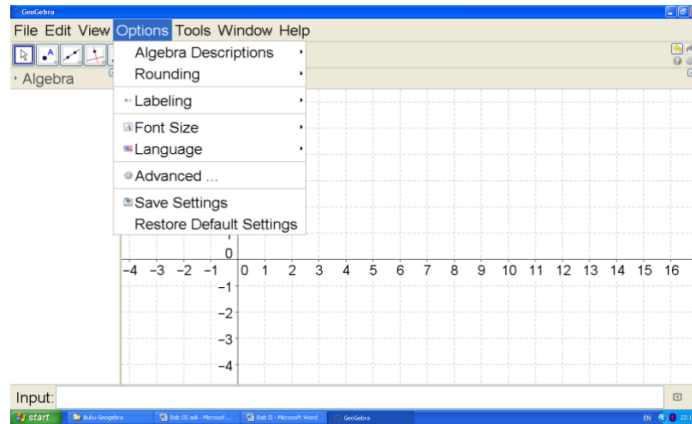 GeoGebra
File Edit View Options Tools Window Help
Algebra Descriptions
Rounding
Algebra
Labeling
Font Size
Language
Advanced ...
Save Settings
Restore Default Settings
0
-4 -3 -2 -1 0 1 2 3 4 5 6 7 8 9 10 11 12 13 14 15 16
-1
-2
-3
-4
Input:
start Buku Geogebra Bab II - Microsoft Word GeoGebra EN